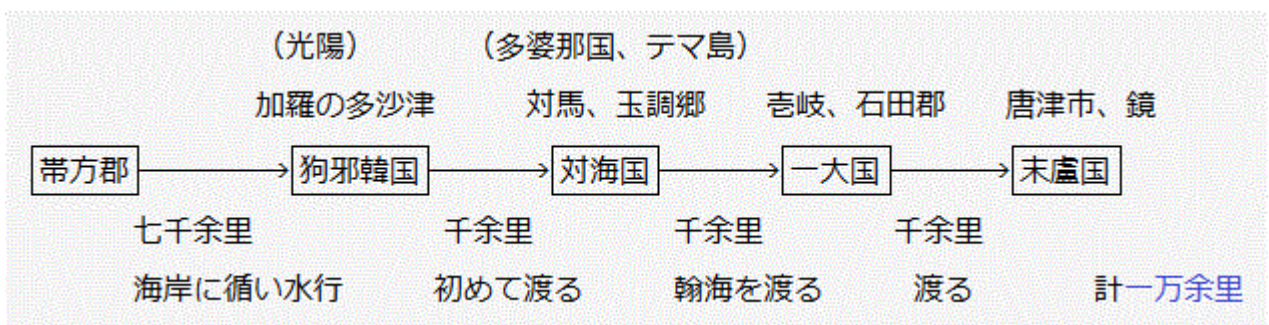 （光陽） （多婆那国、テマ島）
加羅の多沙津 対馬、玉調郷 壱岐、石田郡 唐津市、鏡
帯方郡 → 狗邪韓国 → 対海国 → 一大国 → 末盧国
七千余里 千余里 千余里 千余里
海岸に循い水行 初めて渡る 翰海を渡る 渡る 計一万余里